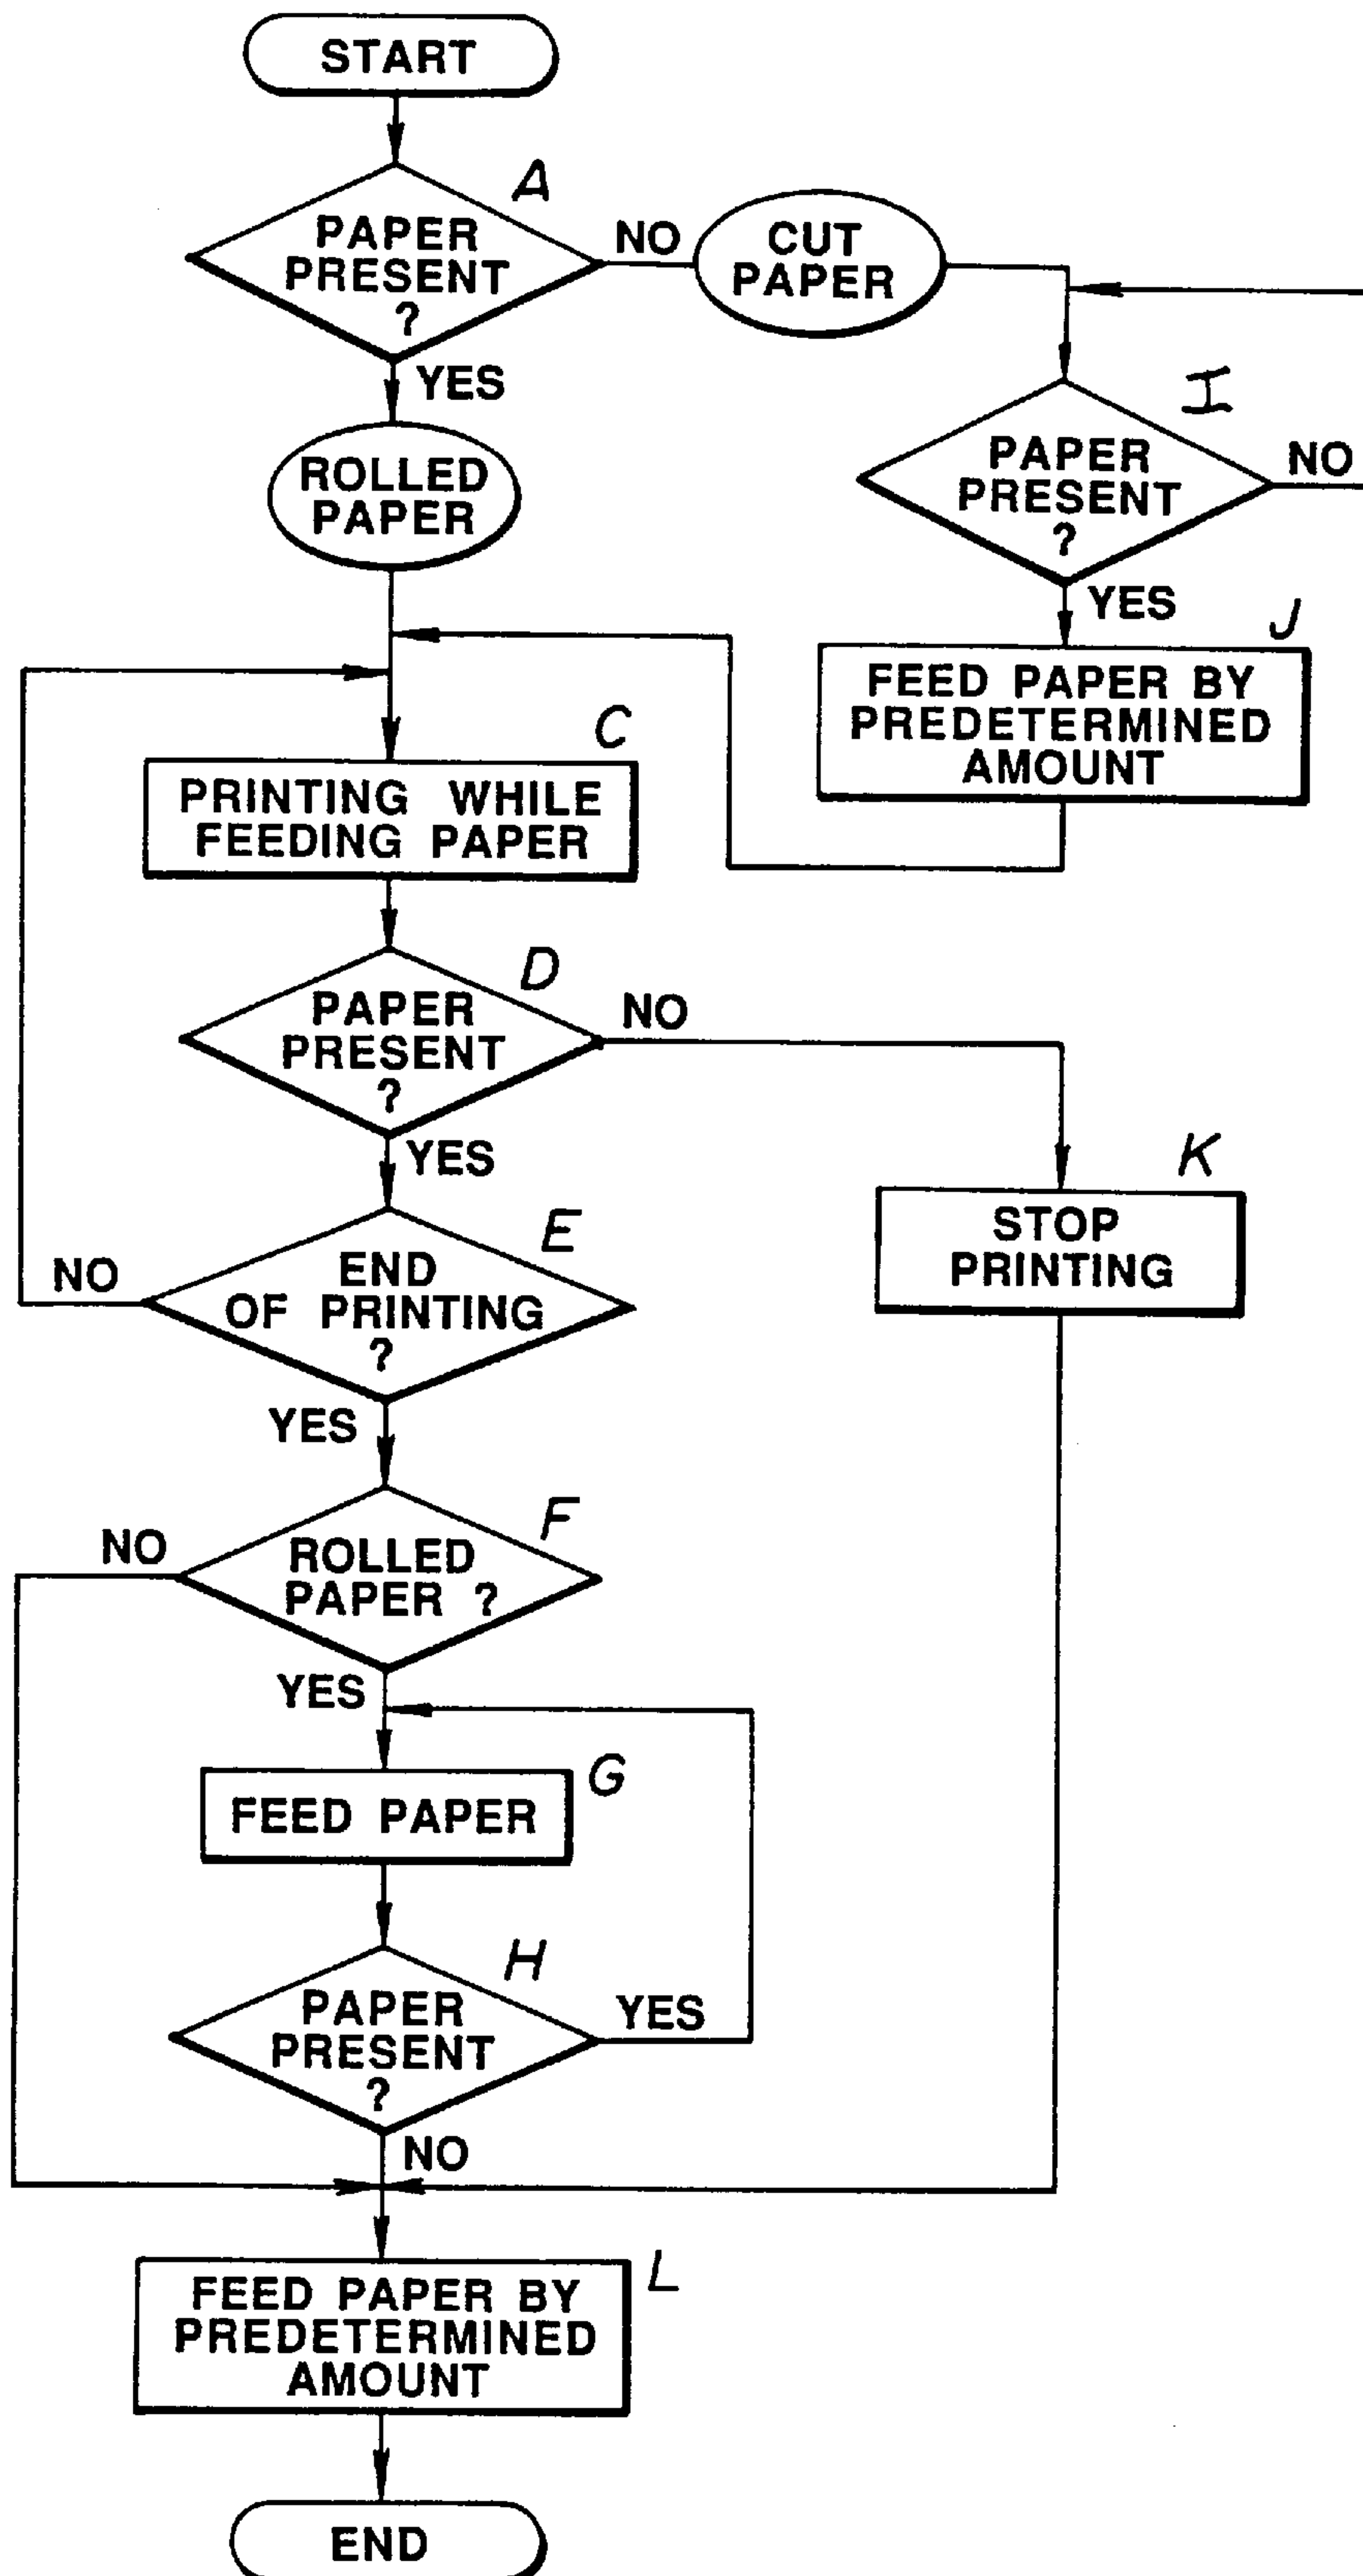 START
A
PAPER
PRESENT
?
NO
CUT
PAPER
YES
ROLLED
PAPER
I
PAPER
PRESENT
?
NO
YES
J
FEED PAPER BY
PREDETERMINED
AMOUNT
C
PRINTING WHILE
FEEDING PAPER
D
PAPER
PRESENT
?
NO
YES
K
STOP
PRINTING
E
END
OF PRINTING
?
NO
YES
F
ROLLED
PAPER ?
NO
YES
G
FEED PAPER
H
PAPER
PRESENT
?
YES
NO
L
FEED PAPER BY
PREDETERMINED
AMOUNT
END